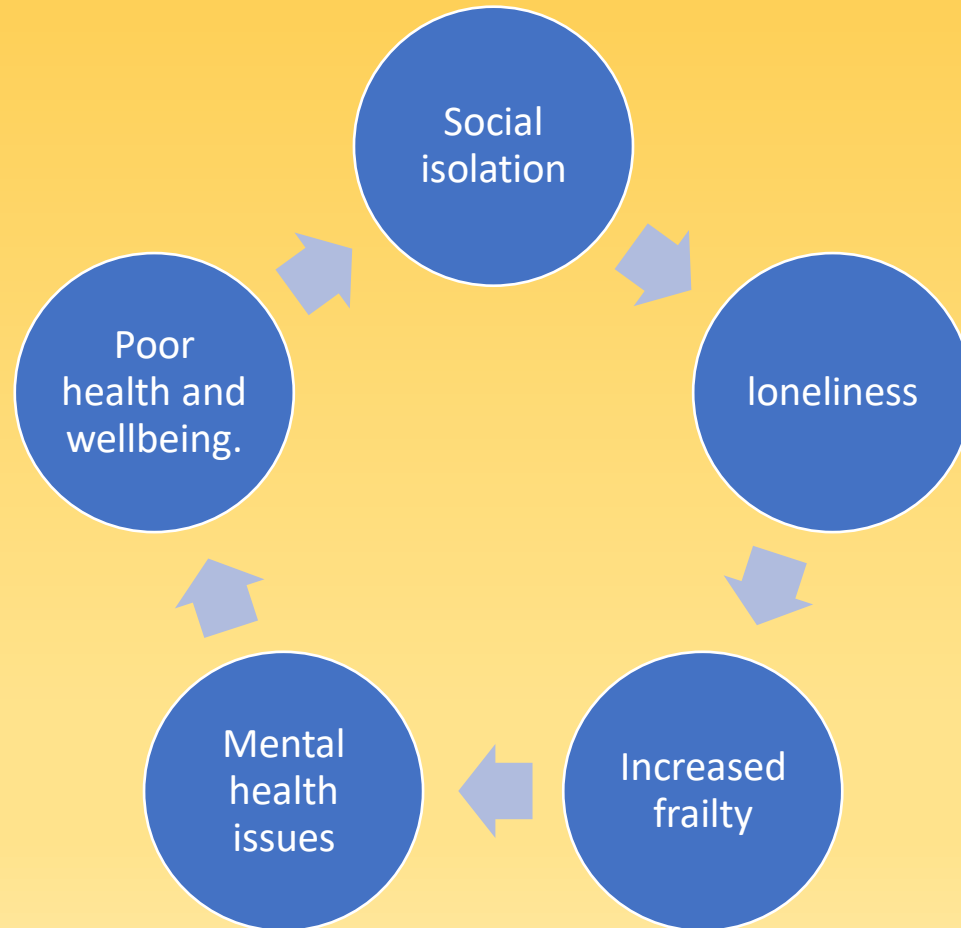 Social
isolation
loneliness
Increased
frailty
Mental
health
issues
Poor
health and
wellbeing.